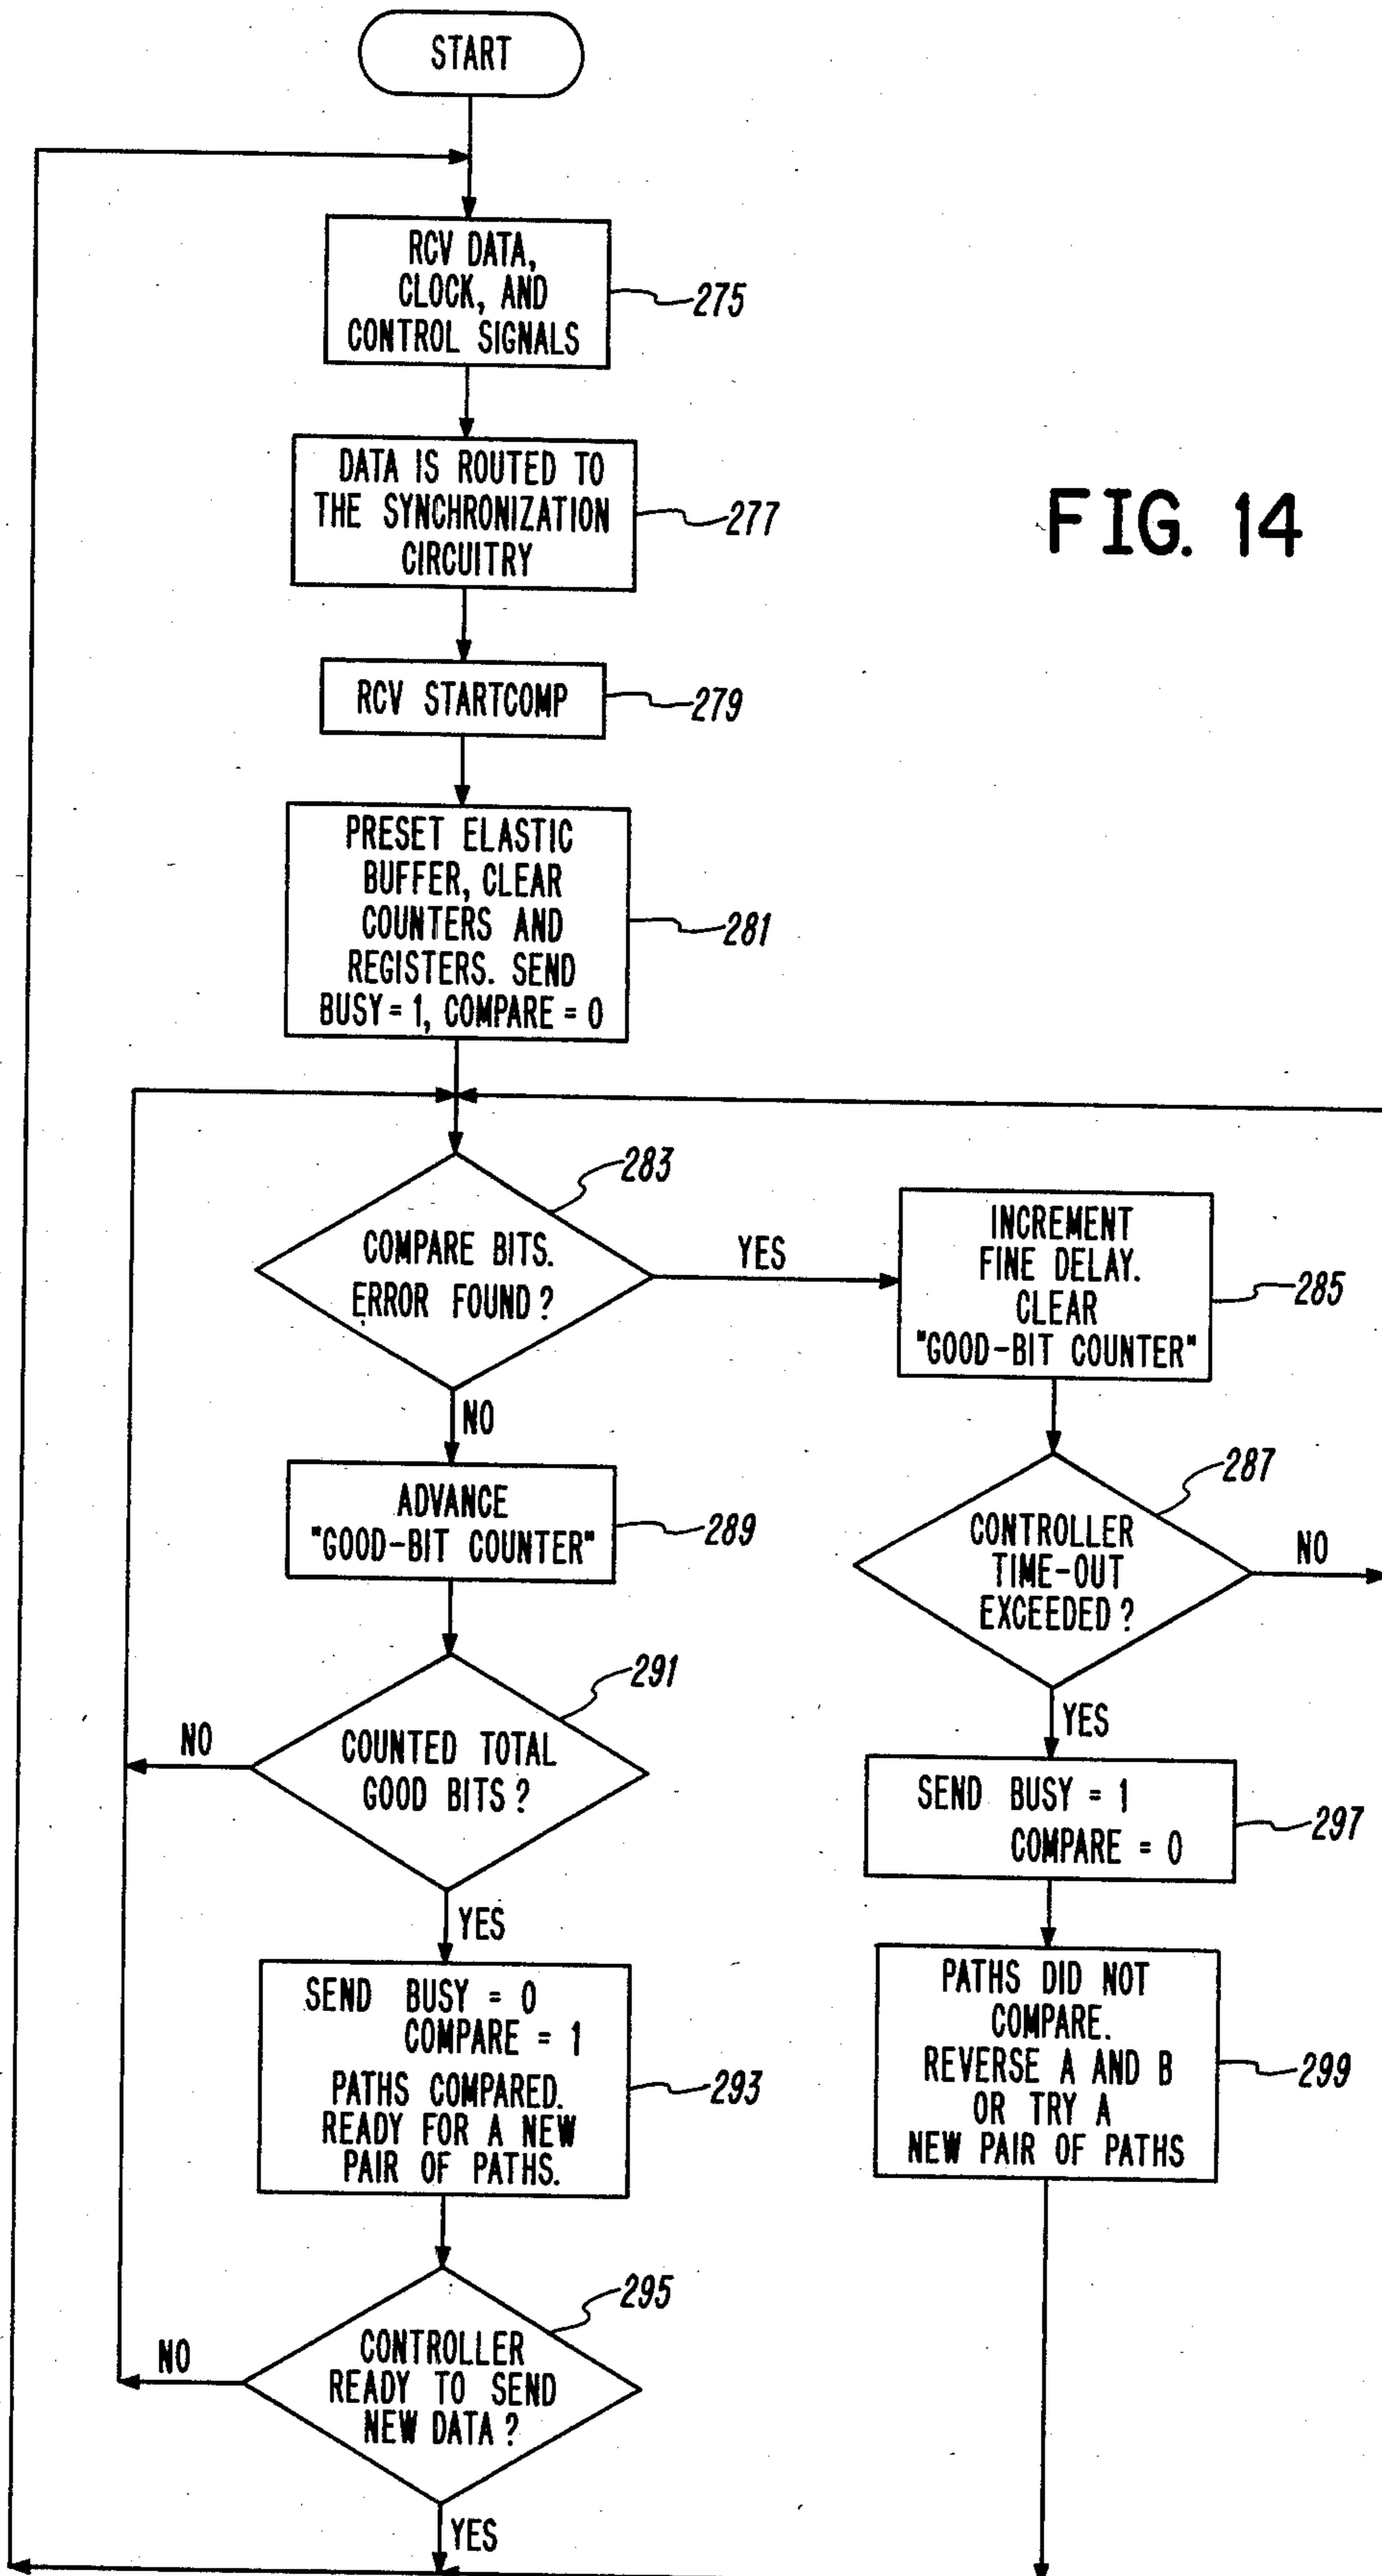 START
RCV DATA,
CLOCK, AND
CONTROL SIGNALS
275
DATA IS ROUTED TO
THE SYNCHRONIZATION
CIRCUITRY
277
FIG. 14
RCV STARTCOMP
279
PRESET ELASTIC
BUFFER, CLEAR
COUNTERS AND
REGISTERS. SEND
BUSY = 1, COMPARE = 0
281
COMPARE BITS.
ERROR FOUND?
283
YES
INCREMENT
FINE DELAY.
CLEAR
"GOOD-BIT COUNTER"
285
NO
ADVANCE
"GOOD-BIT COUNTER"
289
CONTROLLER
TIME-OUT
EXCEEDED?
287
NO
YES
COUNTED TOTAL
GOOD BITS?
291
NO
YES
SEND BUSY = 1
COMPARE = 0
297
SEND BUSY = 0
COMPARE = 1
PATHS COMPARED.
READY FOR A NEW
PAIR OF PATHS.
293
PATHS DID NOT
COMPARE.
REVERSE A AND B
OR TRY A
NEW PAIR OF PATHS
299
CONTROLLER
READY TO SEND
NEW DATA?
295
NO
YES